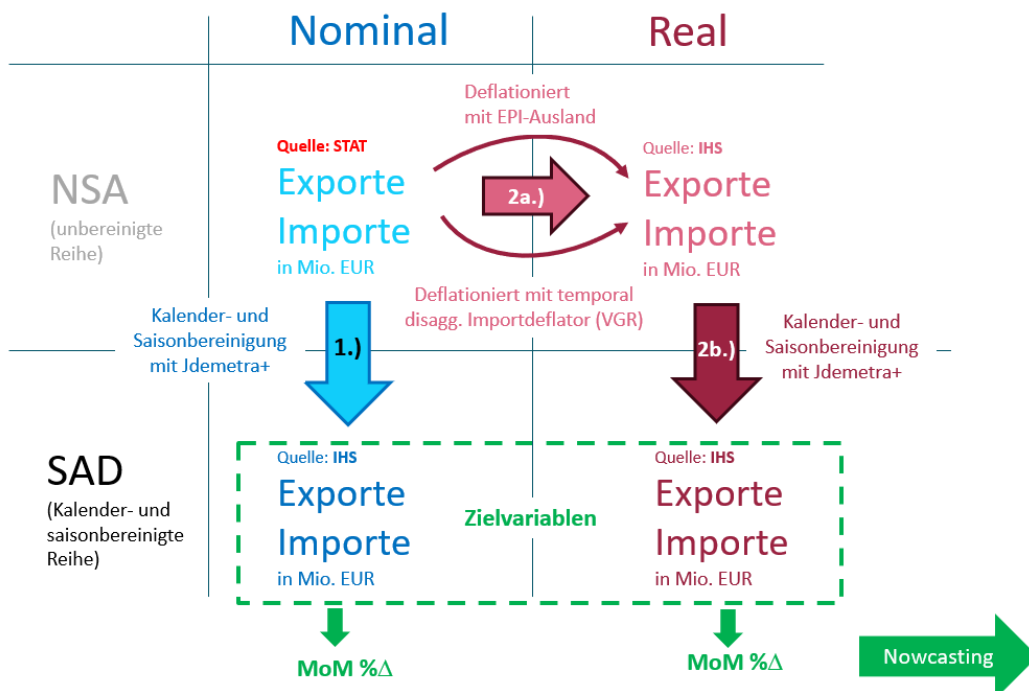 Nominal
Real
Deflationiert
mit EPI-Ausland
NSA
(unbereinigte
Reihe)
Quelle: STAT
Exporte
Importe
in Mio. EUR
2a.)
Quelle: IHS
Exporte
Importe
in Mio. EUR
Deflationiert mit temporal
disagg. Importdeflator (VGR)
Kalender- und
Saisonbereinigung
mit Jdemetra+
1.)
2b.)
Kalender- und
Saisonbereinigung
mit Jdemetra+
SAD
(Kalender- und
saisonbereinigte
Reihe)
Quelle: IHS
Exporte
Importe
in Mio. EUR
Zielvariablen
Quelle: IHS
Exporte
Importe
in Mio. EUR
MoM %Δ
MoM %Δ
Nowcasting